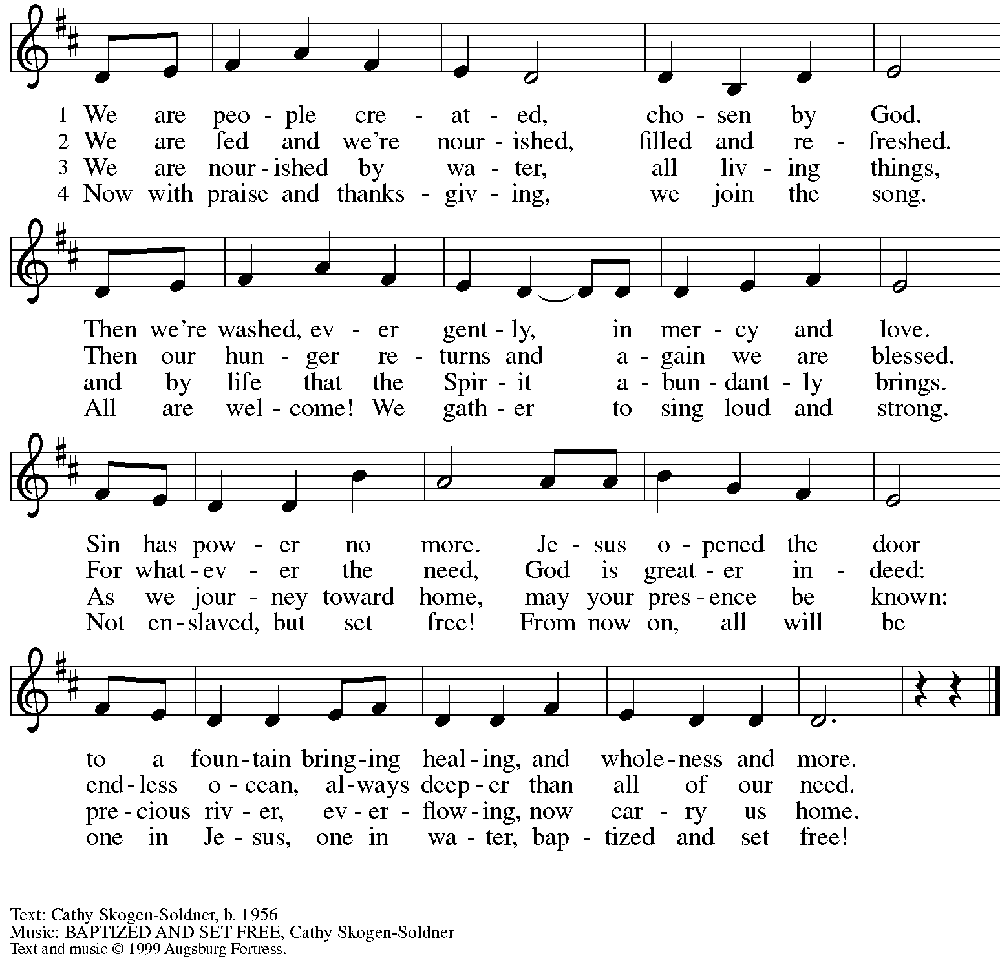 1 We are peo - ple cre - at - ed, cho - sen by God.
2 We are fed and we're nour - ished, filled and re - freshed.
3 We are nour - ished by wa - ter, all liv - ing things,
4 Now with praise and thanks - giv - ing, we join the song.
Then we're washed, ev - er gent - ly, in mer - cy and love.
Then our hun - ger re - turns and a - gain we are blessed.
and by life that the Spir - it a - bun - dant - ly brings.
All are wel - come! We gath - er to sing loud and strong.
Sin has pow - er no more. Je - sus o - pened the door
For what - ev - er the need, God is great - er in - deed:
As we jour - ney toward home, may your pres - ence be known:
Not en - slaved, but set free! From now on, all will be
to a foun - tain bring - ing heal - ing, and whole - ness and more.
end - less o - cean, al - ways deep - er than all of our need.
pre - cious riv - er, ev - er - flow - ing, now car - ry us home.
one in Je - sus, one in wa - ter, bap - tized and set free!
Text: Cathy Skogen-Soldner, b. 1956
Music: BAPTIZED AND SET FREE, Cathy Skogen-Soldner
Text and music © 1999 Augsburg Fortress.